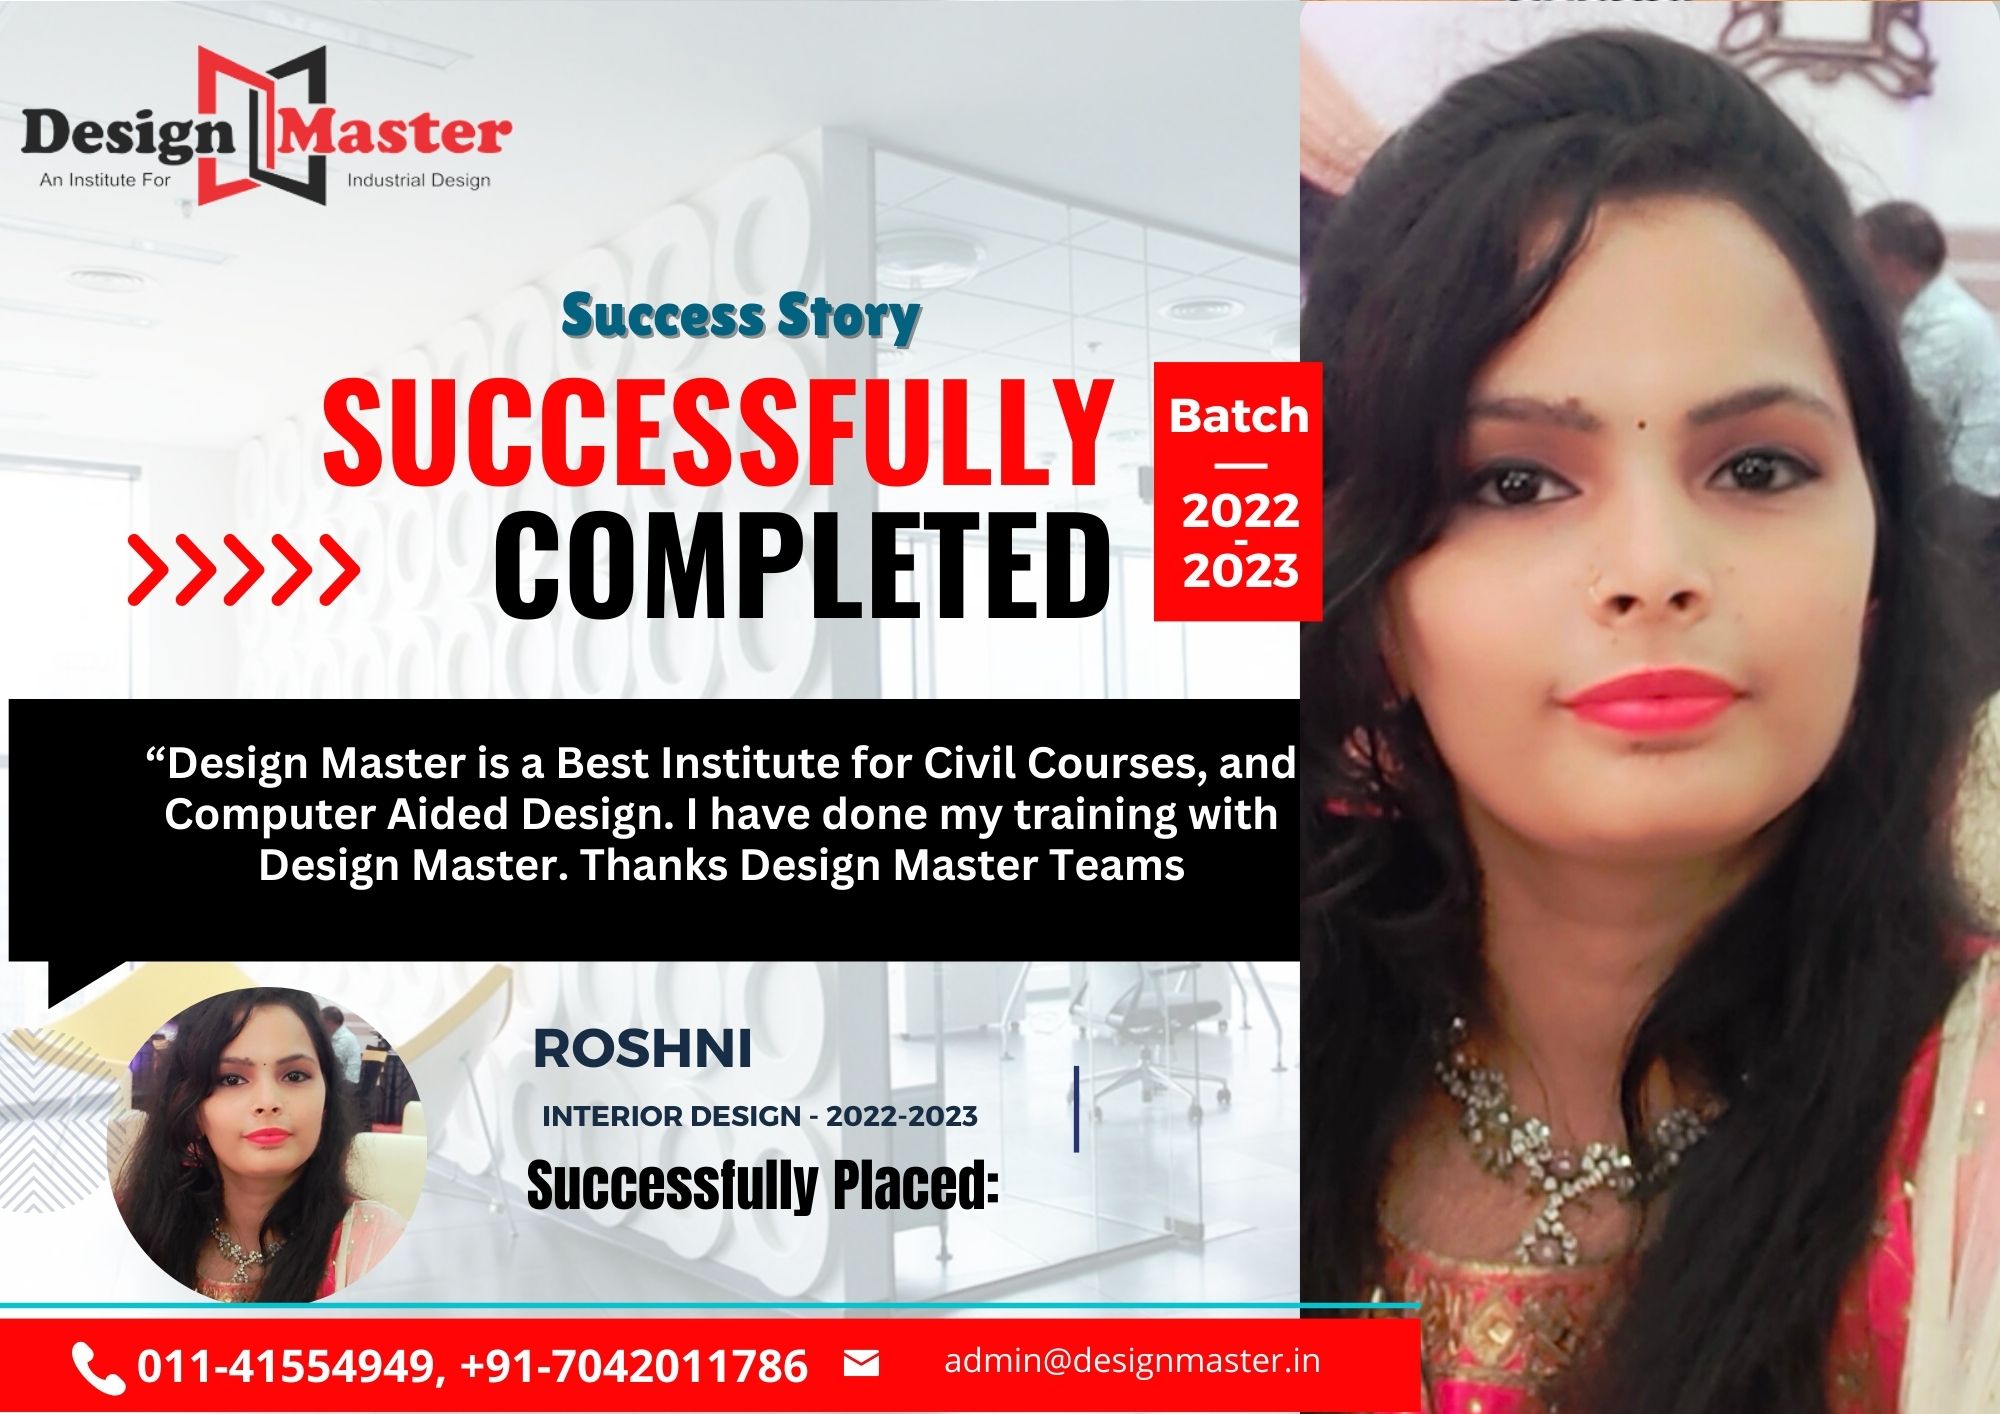 Design Master
An Institute For Industrial Design
Success Story
SUCCESSFULLY
COMPLETED
Batch
2022
-
2023
“Design Master is a Best Institute for Civil Courses, and
Computer Aided Design. I have done my training with
Design Master. Thanks Design Master Teams
ROSHNI
INTERIOR DESIGN - 2022-2023
Successfully Placed:
011-41554949, +91-7042011786
admin@designmaster.in